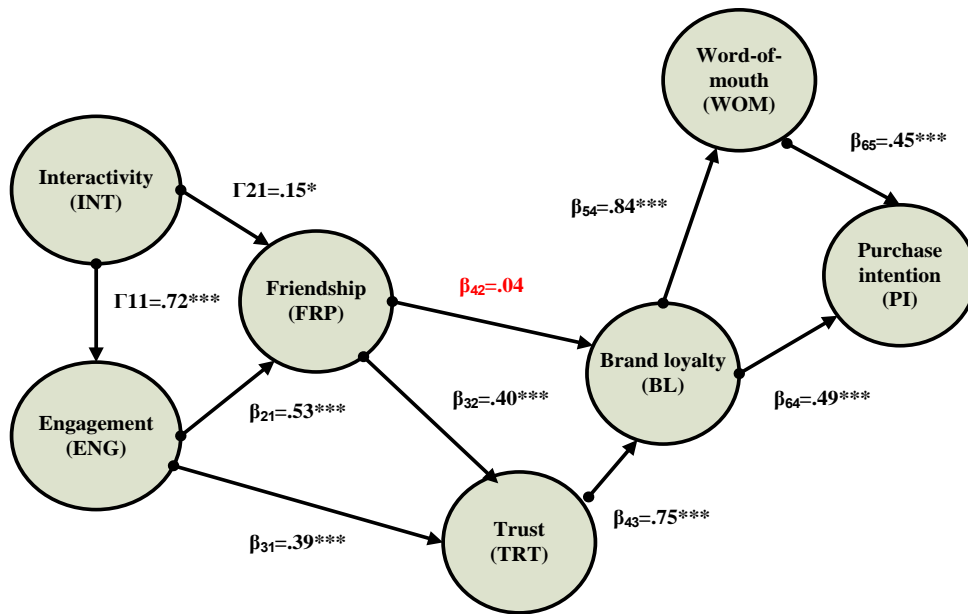 Word-of-
mouth
(WOM)
β₆₅=.45***
Interactivity
(INT)
Γ21=.15*
β₅₄=.84***
Purchase
intention
(PI)
Friendship
(FRP)
β₄₂=.04
Γ11=.72***
Brand loyalty
(BL)
β₃₂=.40***
β₆₄=.49***
β₂₁=.53***
Engagement
(ENG)
β₃₁=.39***
Trust
(TRT)
β₄₃=.75***